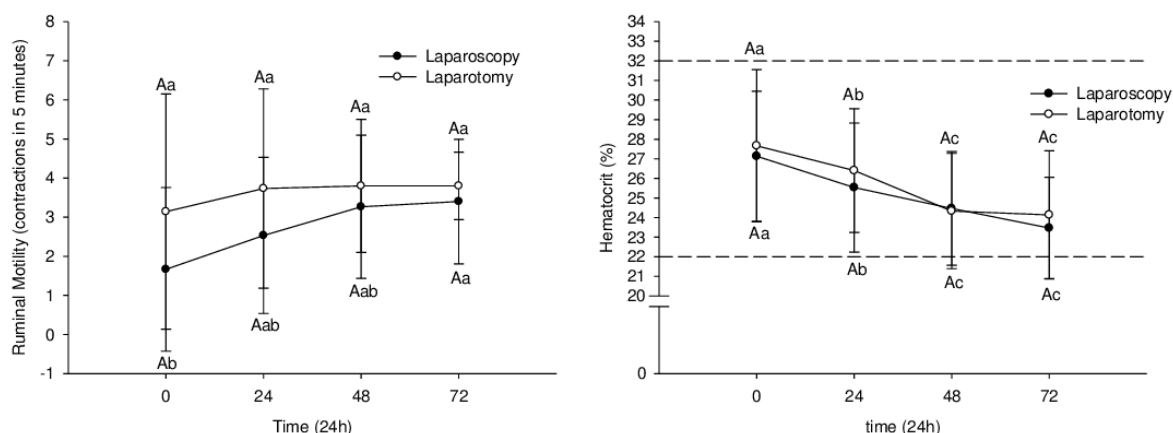 Ruminal Motility (contractions in 5 minutes)
8
7
6
5
4
3
2
1
0
-1
Laparoscopy
Laparotomy
Aa
Aa
Aa
Aa
Ab
Aab
Aab
Aa
0
24
48
72
Time (24h)
Hematocrit (%)
34
33
32
31
30
29
28
27
26
25
24
23
22
21
20
0
Laparoscopy
Laparotomy
Aa
Ab
Ac
Ac
Aa
Ab
Ac
Ac
0
24
48
72
time (24h)